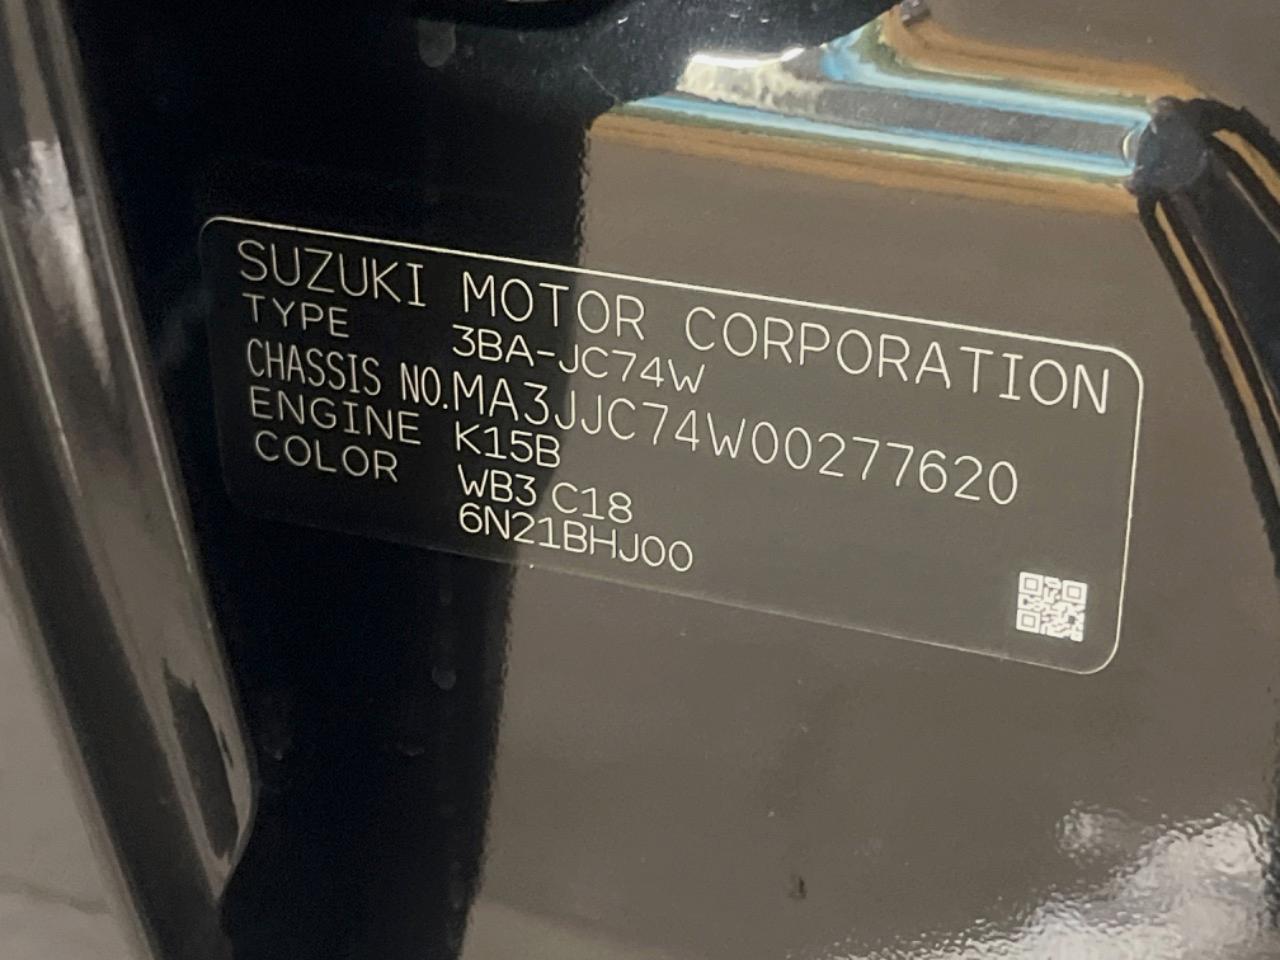 SUZUKI MOTOR CORPORATION
TYPE 3BA-JC74W
CHASSIS NO. MA3JJC74W00277620
ENGINE K15B
COLOR WB3 C18
6N21BHJ00